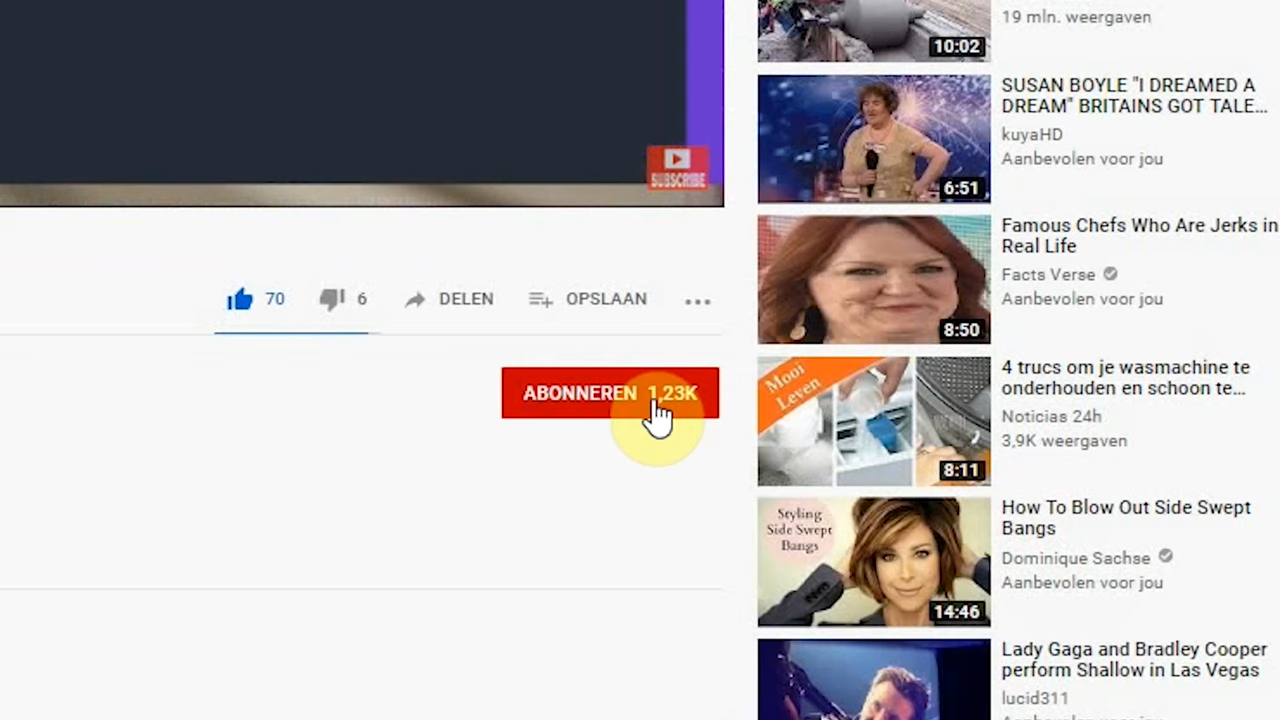 SUBSCRIBE
70
6
DELEN
OPSLAAN
ABONNEREN 1,23K
19 mln. weergaven
10:02
SUSAN BOYLE "I DREAMED A
DREAM" BRITAINS GOT TALE...
kuyaHD
Aanbevolen voor jou
6:51
Famous Chefs Who Are Jerks in
Real Life
Facts Verse
Aanbevolen voor jou
8:50
Mooi
Leven
4 trucs om je wasmachine te
onderhouden en schoon te...
Noticias 24h
3,9K weergaven
8:11
Styling
Side Swept
Bangs
How To Blow Out Side Swept
Bangs
Dominique Sachse
Aanbevolen voor jou
14:46
Lady Gaga and Bradley Cooper
perform Shallow in Las Vegas
lucid311
Aanbevolen voor jou